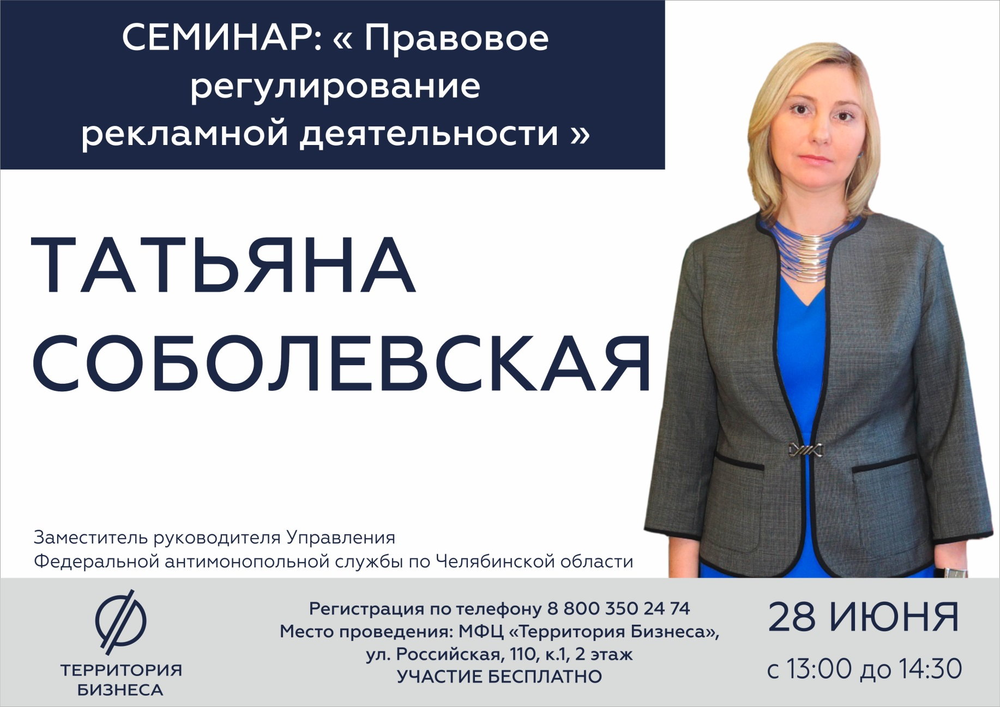 СЕМИНАР: « Правовое
регулирование
рекламной деятельности »
ТАТЬЯНА
СОБОЛЕВСКАЯ
Заместитель руководителя Управления
Федеральной антимонопольной службы по Челябинской области
ТЕРРИТОРИЯ
БИЗНЕСА
Регистрация по телефону 8 800 350 24 74
Место проведения: МФЦ «Территория Бизнеса»,
ул. Российская, 110, к.1, 2 этаж
УЧАСТИЕ БЕСПЛАТНО
28 ИЮНЯ
с 13:00 до 14:30